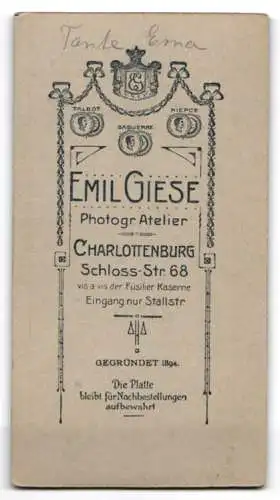 Tante Erna
TALBOT
NIEPCE
DAGUERRE
EMIL GIESE
Photogr. Atelier
CHARLOTTENBURG
Schloss-Str. 68
vis a vis der Füsilier Kaserne
Eingang nur Stallstr.
GEGRÜNDET 1894.
Die Platte
bleibt für Nachbestellungen
aufbewahrt